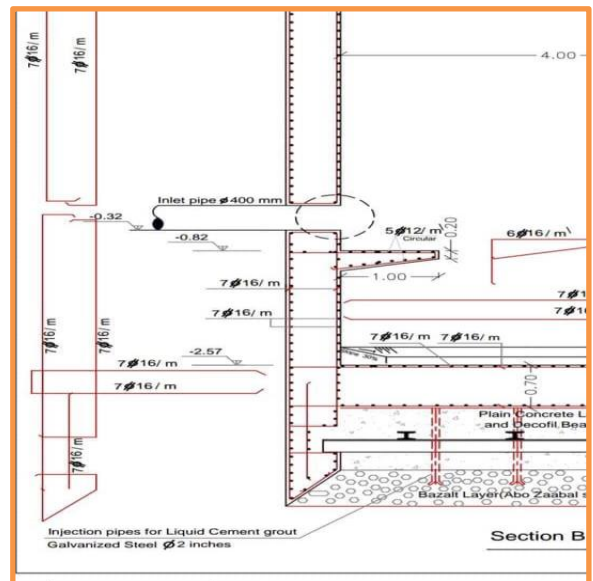 7Ø16/m
7Ø16/m
4.00
Inlet pipe Ø400 mm
-0.32
-0.82
5Ø12/m
Circular
0.20
6Ø16/m
1.00
7Ø16/m
7Ø1
7Ø16/m
7Ø1
7Ø16/m
7Ø16/m
7Ø16/m
7Ø16/m
-2.57
7Ø16/m
7Ø16/m
0.70
7Ø16/m
Plain Concrete L
and Decofil Bea
Bazalt Layer(Abo Zaabal s
Injection pipes for Liquid Cement grout
Galvanized Steel Ø2 inches
Section B